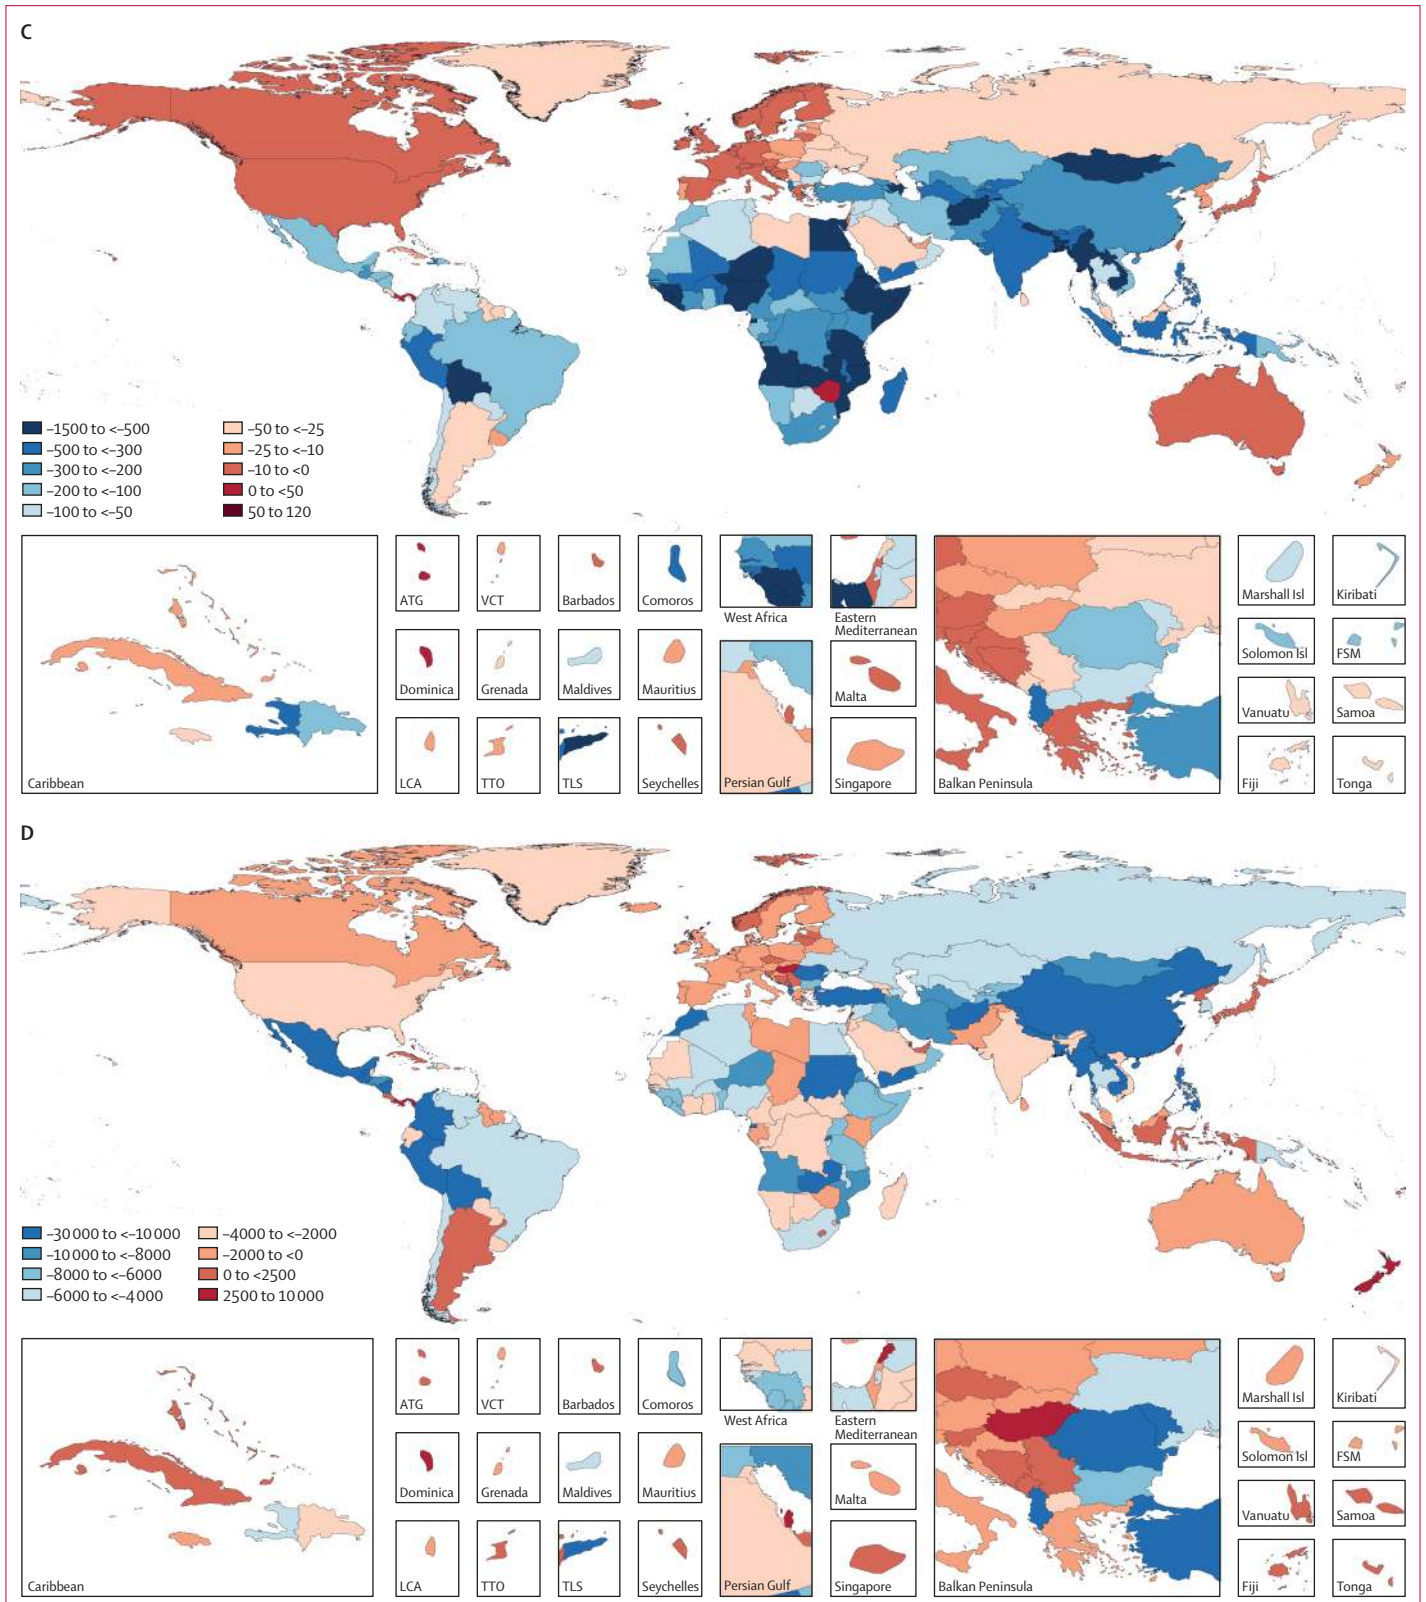 C
–1500 to <–500
–500 to <–300
–300 to <–200
–200 to <–100
–100 to <–50
–50 to <–25
–25 to <–10
–10 to <0
0 to <50
50 to 120
Caribbean
ATG
VCT
Barbados
Comoros
Dominica
Grenada
Maldives
Mauritius
LCA
TTO
TLS
Seychelles
West Africa
Eastern
Mediterranean
Persian Gulf
Malta
Singapore
Balkan Peninsula
Marshall Isl
Kiribati
Solomon Isl
FSM
Vanuatu
Samoa
Fiji
Tonga
D
–30 000 to <–10 000
–10 000 to <–8000
–8000 to <–6000
–6000 to <–4 000
–4000 to <–2000
–2000 to <0
0 to <2500
2500 to 10 000
Caribbean
ATG
VCT
Barbados
Comoros
Dominica
Grenada
Maldives
Mauritius
LCA
TTO
TLS
Seychelles
West Africa
Eastern
Mediterranean
Persian Gulf
Malta
Singapore
Balkan Peninsula
Marshall Isl
Kiribati
Solomon Isl
FSM
Vanuatu
Samoa
Fiji
Tonga